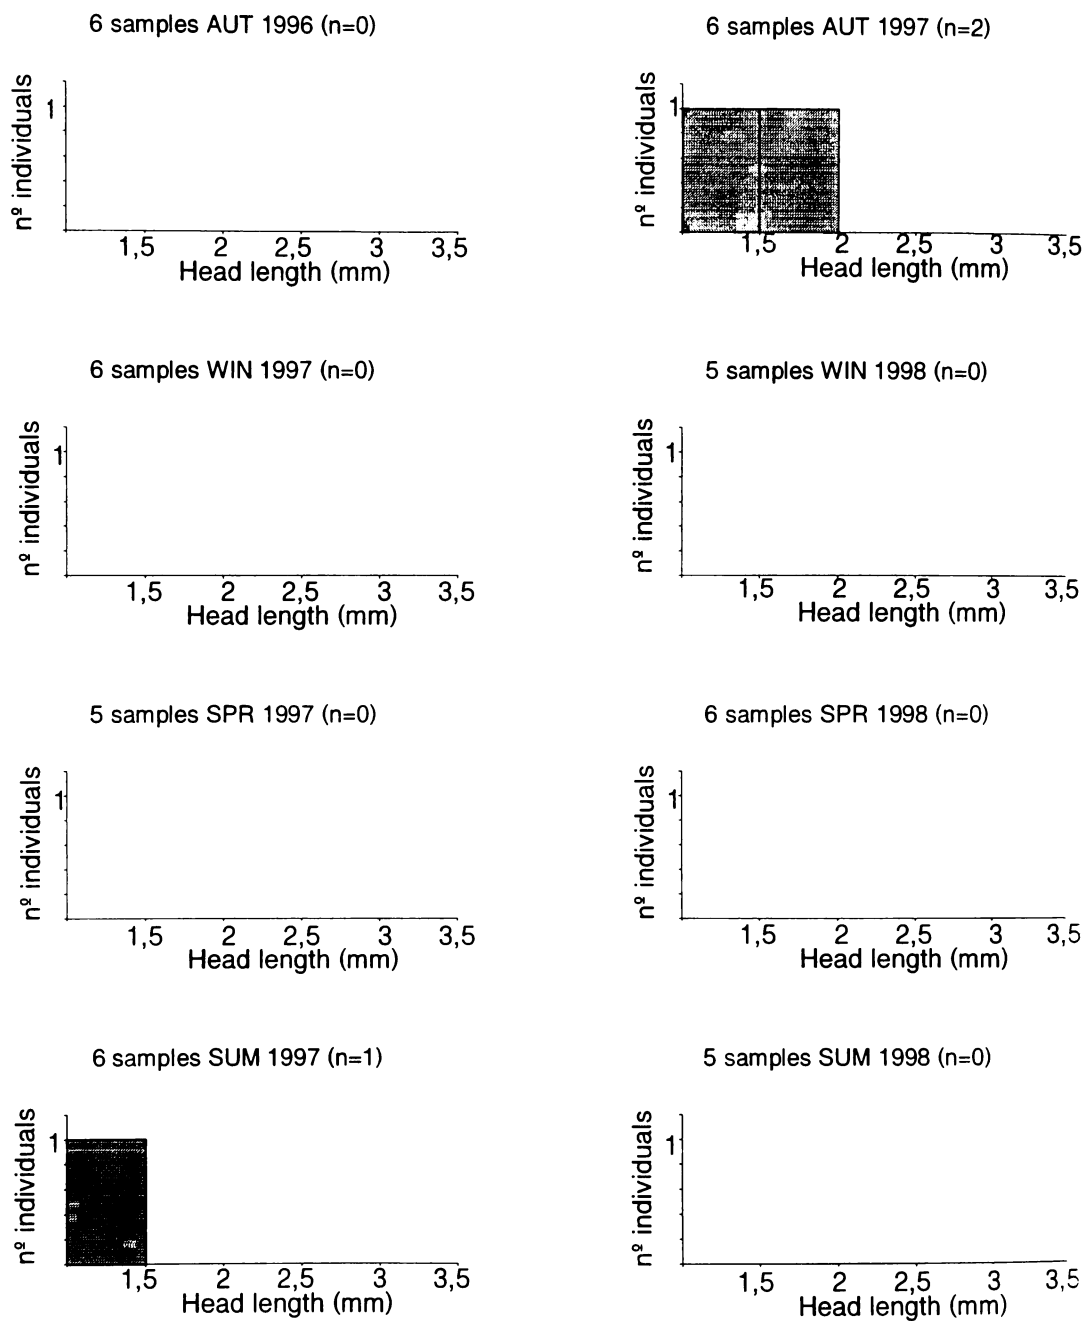 6 samples AUT 1996 (n=0)
nº individuals
1
1,5 2 2,5 3 3,5
Head length (mm)
6 samples AUT 1997 (n=2)
nº individuals
1
1,5 2 2,5 3 3,5
Head length (mm)
6 samples WIN 1997 (n=0)
nº individuals
1
1,5 2 2,5 3 3,5
Head length (mm)
5 samples WIN 1998 (n=0)
nº individuals
1
1,5 2 2,5 3 3,5
Head length (mm)
5 samples SPR 1997 (n=0)
nº individuals
1
1,5 2 2,5 3 3,5
Head length (mm)
6 samples SPR 1998 (n=0)
nº individuals
1
1,5 2 2,5 3 3,5
Head length (mm)
6 samples SUM 1997 (n=1)
nº individuals
1
1,5 2 2,5 3 3,5
Head length (mm)
5 samples SUM 1998 (n=0)
nº individuals
1
1,5 2 2,5 3 3,5
Head length (mm)